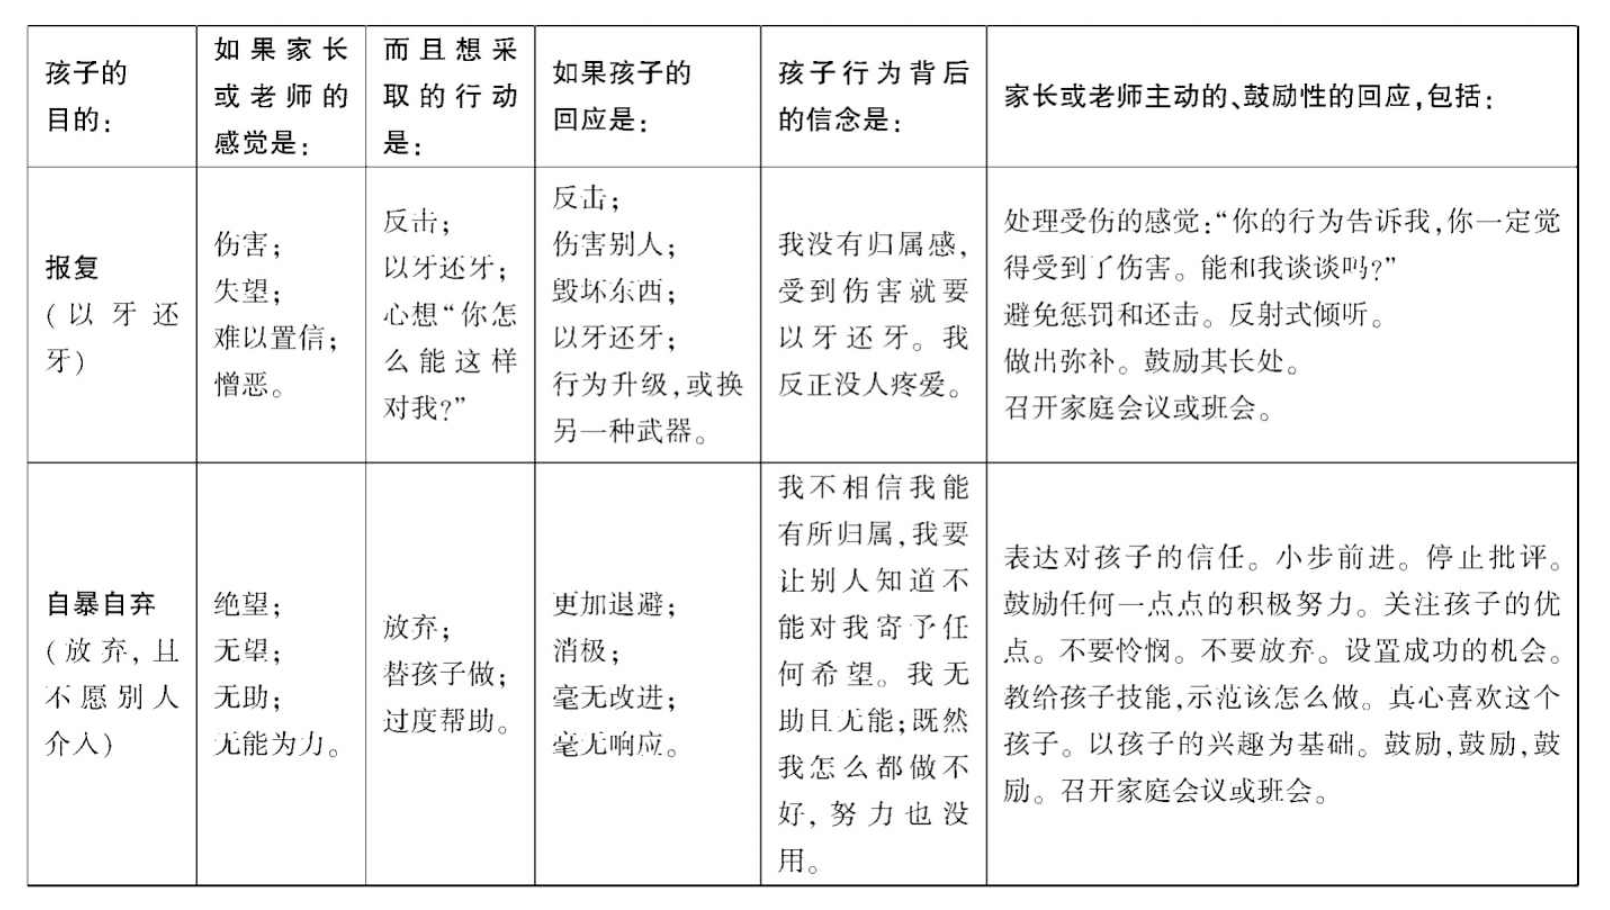 孩子的
目的：
如果家长
或老师的
感觉是：
而且想采
取的行动
是：
如果孩子的
回应是：
孩子行为背后
的信念是：
家长或老师主动的、鼓励性的回应，包括：
报复
（以牙还
牙）
伤害；
失望；
难以置信；
憎恶。
反击；
以牙还牙；
心想“你怎
么能这样
对我？”
反击；
伤害别人；
毁坏东西；
以牙还牙；
行为升级，或换
另一种武器。
我没有归属感，
受到伤害就要
以牙还牙。我
反正没人疼爱。
处理受伤的感觉：“你的行为告诉我，你一定觉
得受到了伤害。能和我谈谈吗？”
避免惩罚和还击。反射式倾听。
做出弥补。鼓励其长处。
召开家庭会议或班会。
自暴自弃
（放弃，且
不愿别人
介入）
绝望；
无望；
无助；
无能为力。
放弃；
替孩子做；
过度帮助。
更加退避；
消极；
毫无改进；
毫无响应。
我不相信我能
有所归属，我要
让别人知道不
能对我寄予任
何希望。我无
助且无能；既然
我怎么都做不
好，努力也没
用。
表达对孩子的信任。小步前进。停止批评。
鼓励任何一点点的积极努力。关注孩子的优
点。不要怜悯。不要放弃。设置成功的机会。
教给孩子技能，示范该怎么做。真心喜欢这个
孩子。以孩子的兴趣为基础。鼓励，鼓励，鼓
励。召开家庭会议或班会。